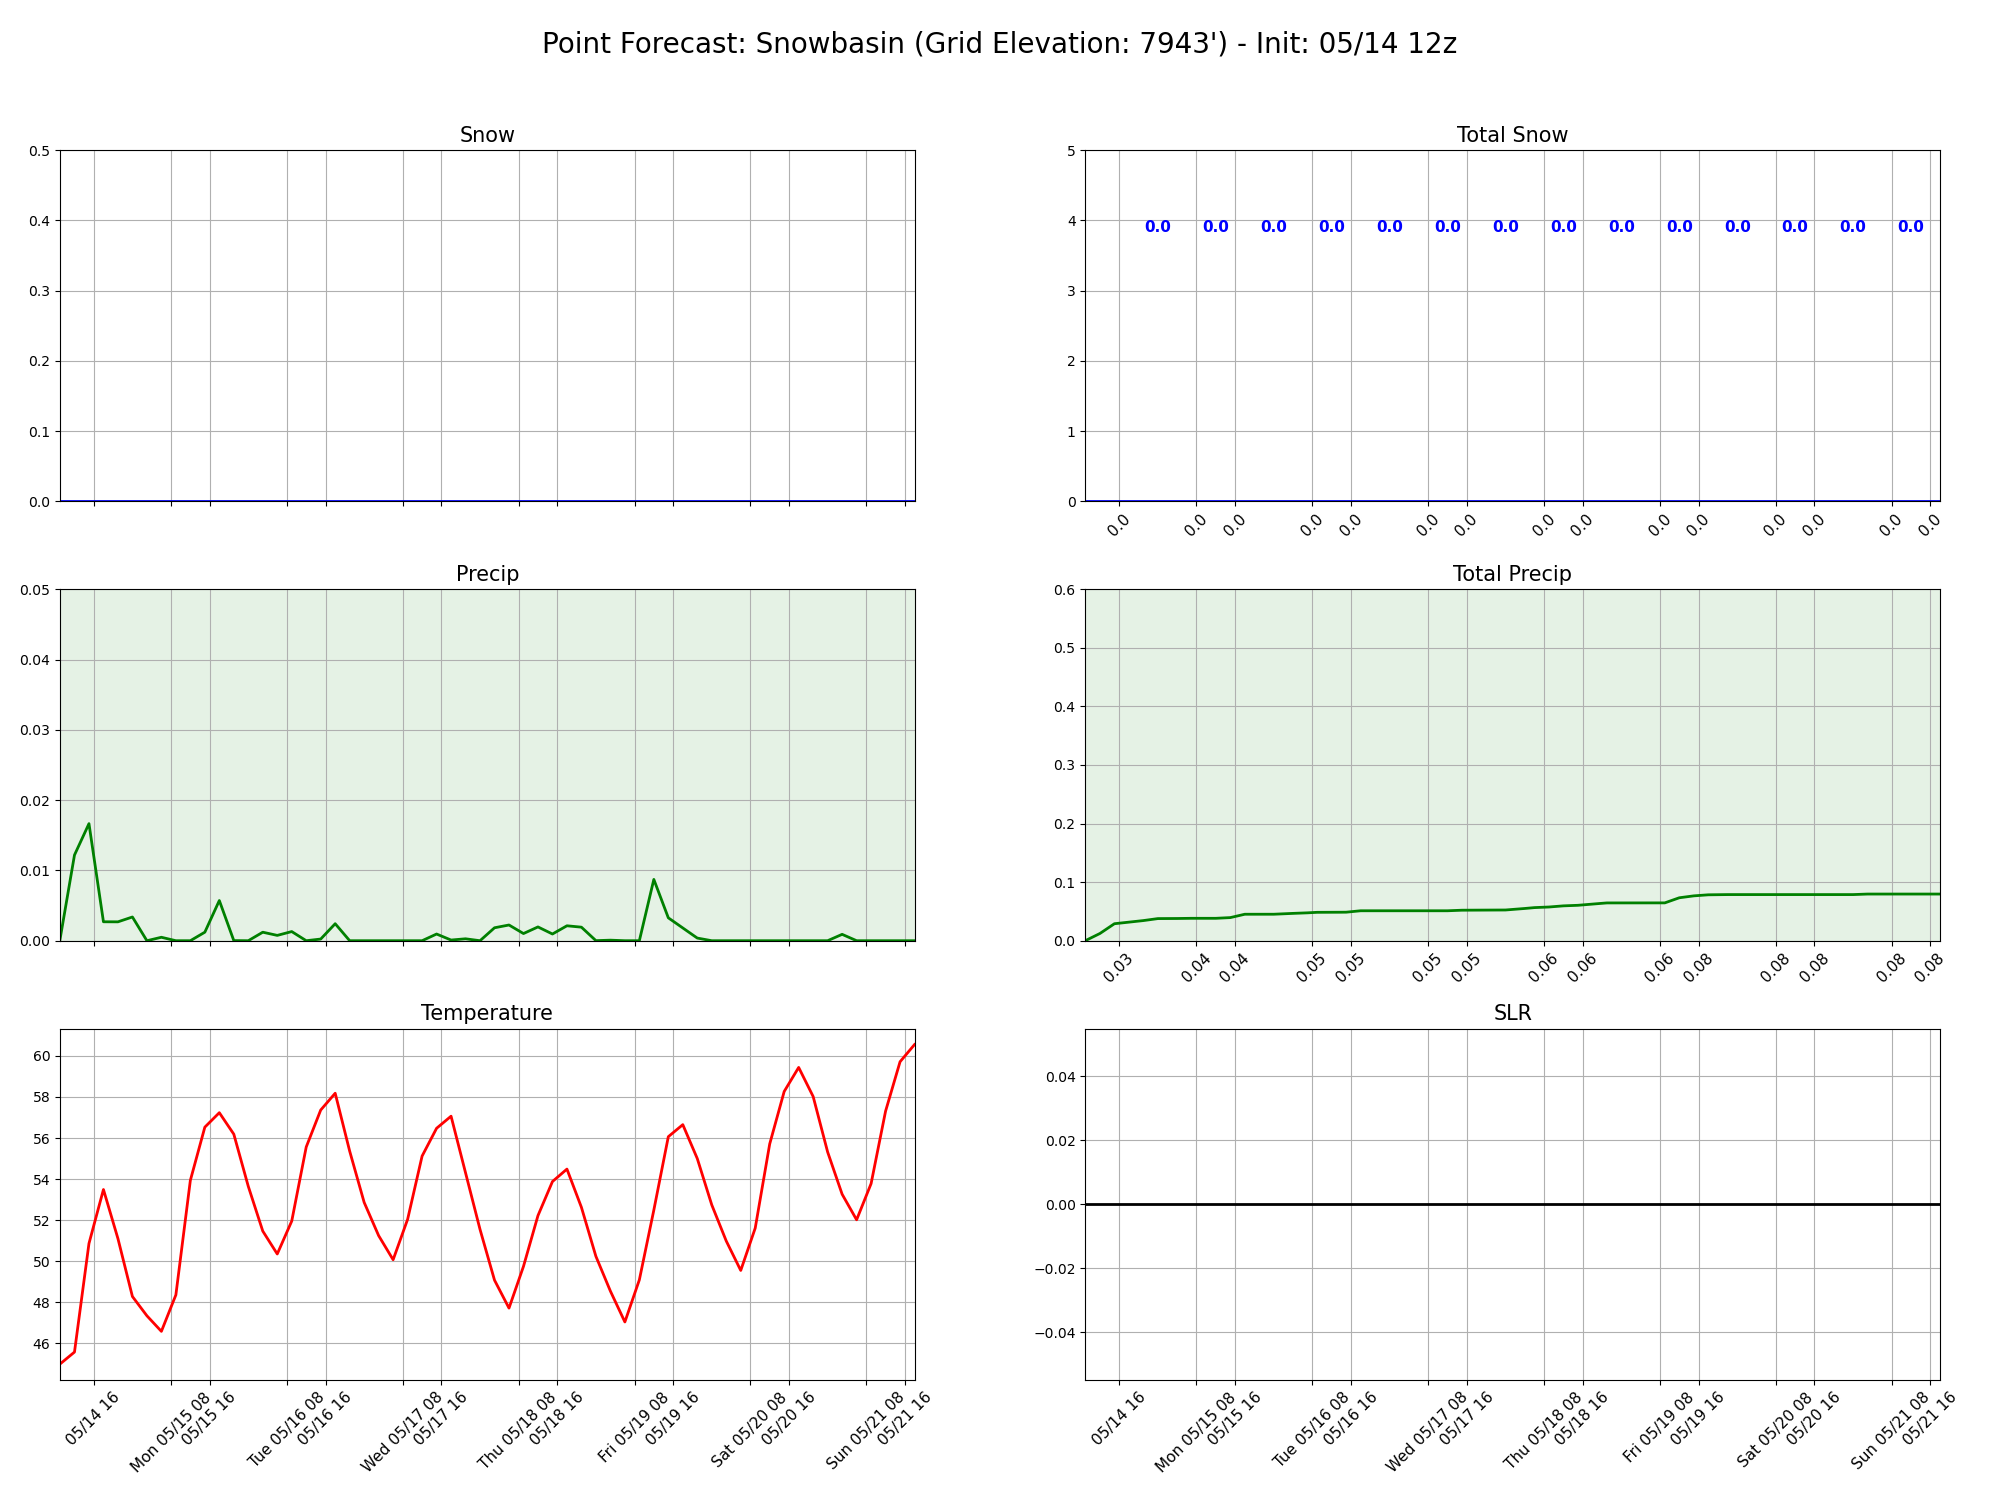 Point Forecast: Snowbasin (Grid Elevation: 7943') - Init: 05/14 12z
Snow
0.5
0.4
0.3
0.2
0.1
0.0
Total Snow
5
4
3
2
1
0
0.0 0.0 0.0 0.0 0.0 0.0 0.0 0.0 0.0 0.0 0.0 0.0 0.0 0.0
0.0 0.0 0.0 0.0 0.0 0.0 0.0 0.0 0.0 0.0 0.0 0.0 0.0 0.0 0.0
Precip
0.05
0.04
0.03
0.02
0.01
0.00
Total Precip
0.6
0.5
0.4
0.3
0.2
0.1
0.0
0.03 0.04 0.04 0.05 0.05 0.05 0.05 0.06 0.06 0.06 0.08 0.08 0.08 0.08 0.08
Temperature
60
58
56
54
52
50
48
46
05/14 16
Mon 05/15 08
05/15 16
Tue 05/16 08
05/16 16
Wed 05/17 08
05/17 16
Thu 05/18 08
05/18 16
Fri 05/19 08
05/19 16
Sat 05/20 08
05/20 16
Sun 05/21 08
05/21 16
SLR
0.04
0.02
0.00
−0.02
−0.04
05/14 16
Mon 05/15 08
05/15 16
Tue 05/16 08
05/16 16
Wed 05/17 08
05/17 16
Thu 05/18 08
05/18 16
Fri 05/19 08
05/19 16
Sat 05/20 08
05/20 16
Sun 05/21 08
05/21 16